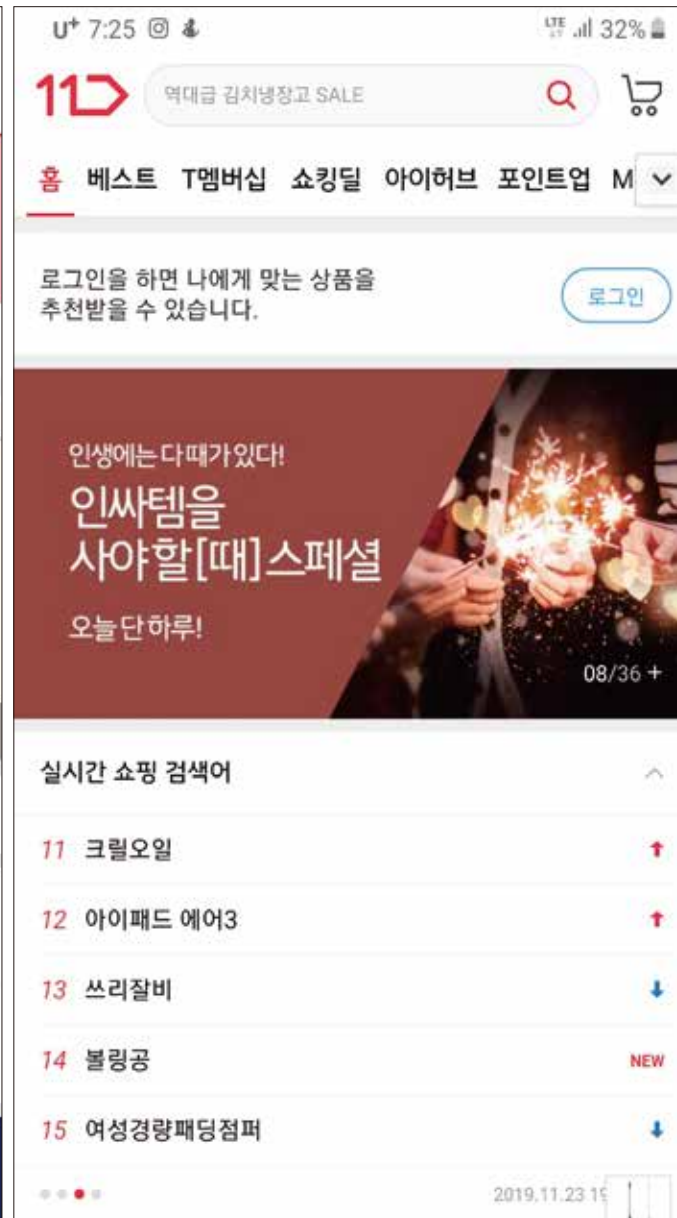 U⁺ 7:25 LTE 32%
11
역대급 김치냉장고 SALE
홈 베스트 T멤버십 쇼킹딜 아이허브 포인트업 M
로그인을 하면 나에게 맞는 상품을
추천받을 수 있습니다.
로그인
인생에는 다 때가 있다!
인싸템을
사야할[때]스페셜
오늘 단 하루!
08/36 +
실시간 쇼핑 검색어
11 크릴오일
12 아이패드 에어3
13 쓰리잘비
14 볼링공 NEW
15 여성경량패딩점퍼
2019.11.23 19